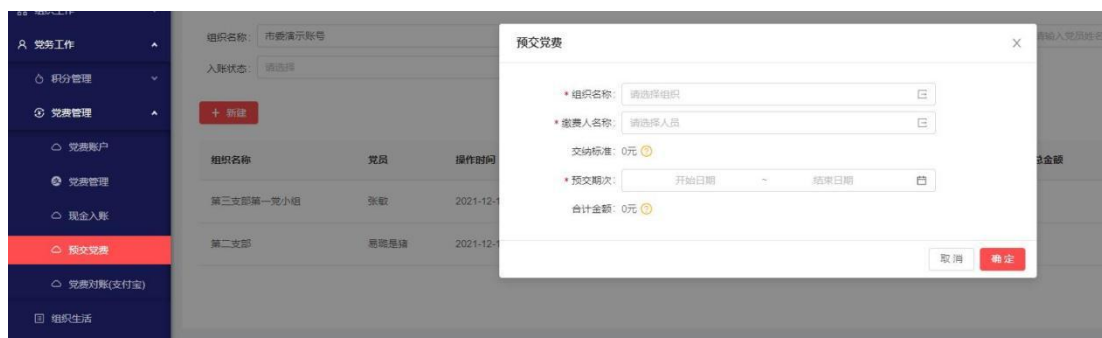 组织工作
党务工作
积分管理
党费管理
党费账户
党费管理
现金入账
预交党费
党费对账(支付宝)
组织生活
组织名称: 市委演示账号
入账状态: 请选择
+ 新建
组织名称 党员 操作时间 总金额
第三支部第一党小组 张敏 2021-12-1
第二支部 2021-12-1
请输入党员姓名
预交党费
* 组织名称: 请选择组织
* 缴费人名称: 请选择人员
交纳标准: 0元
* 预交期次: 开始日期 ~ 结束日期
合计金额: 0元
取消 确定